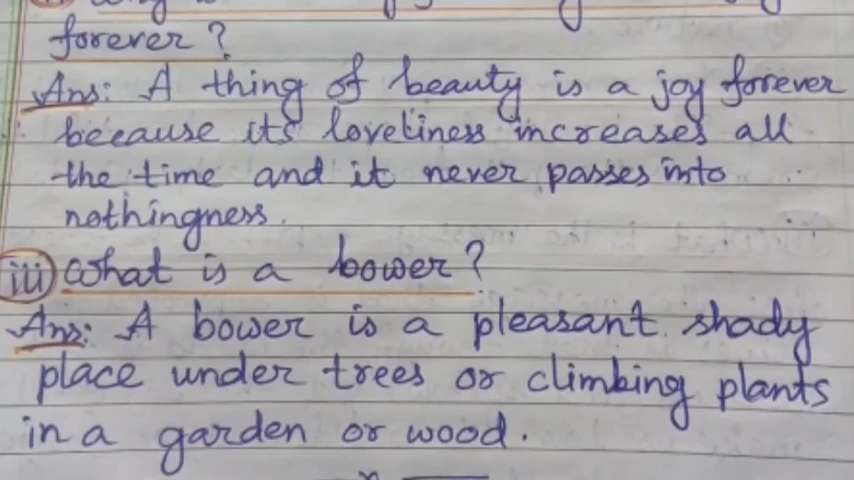 forever?
Ans: A thing of beauty is a joy forever
because its loveliness increases all
the time and it never passes into
nothingness.
iii) What is a bower?
Ans: A bower is a pleasant shady
place under trees or climbing plants
in a garden or wood.